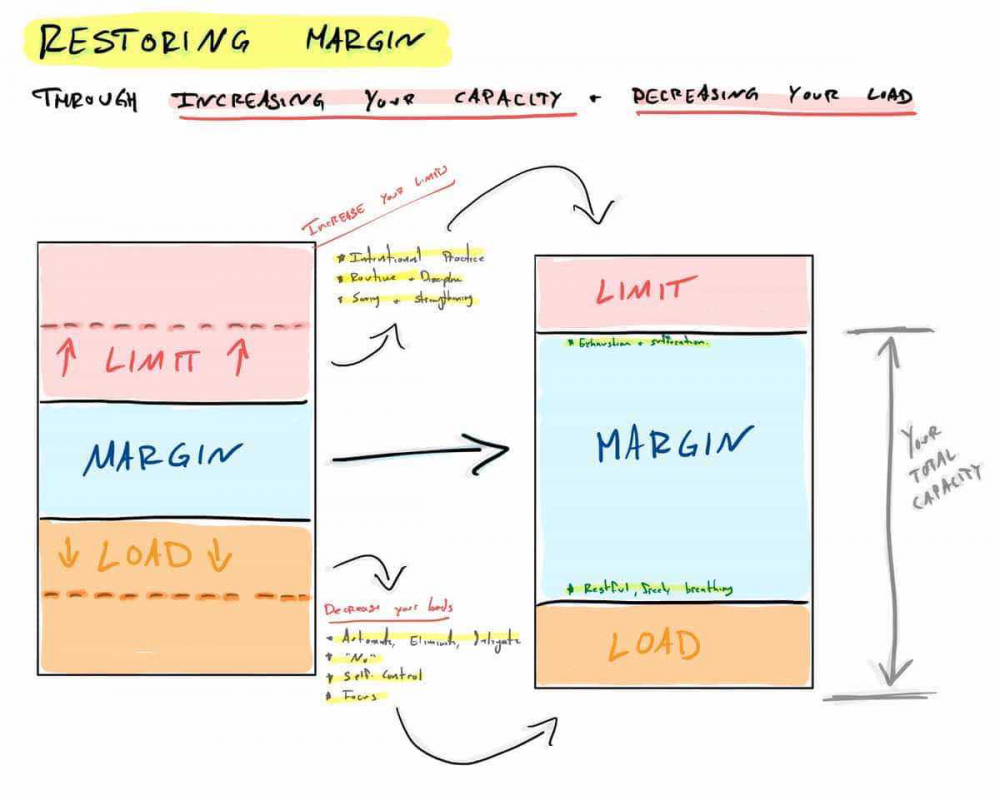 RESTORING MARGIN
THROUGH INCREASING YOUR CAPACITY + DECREASING YOUR LOAD
INCREASE YOUR LIMITS
* Intentional Practice
* Routine + Discipline
* Saving + strengthening
↑ LIMIT ↑
MARGIN
↓ LOAD ↓
Decrease your loads
* Automate, Eliminate, Delegate
* "No"
* Self-Control
* Focus
LIMIT
* Exhaustion + suffocation.
MARGIN
* Restful, freely breathing
LOAD
YOUR
TOTAL
CAPACITY